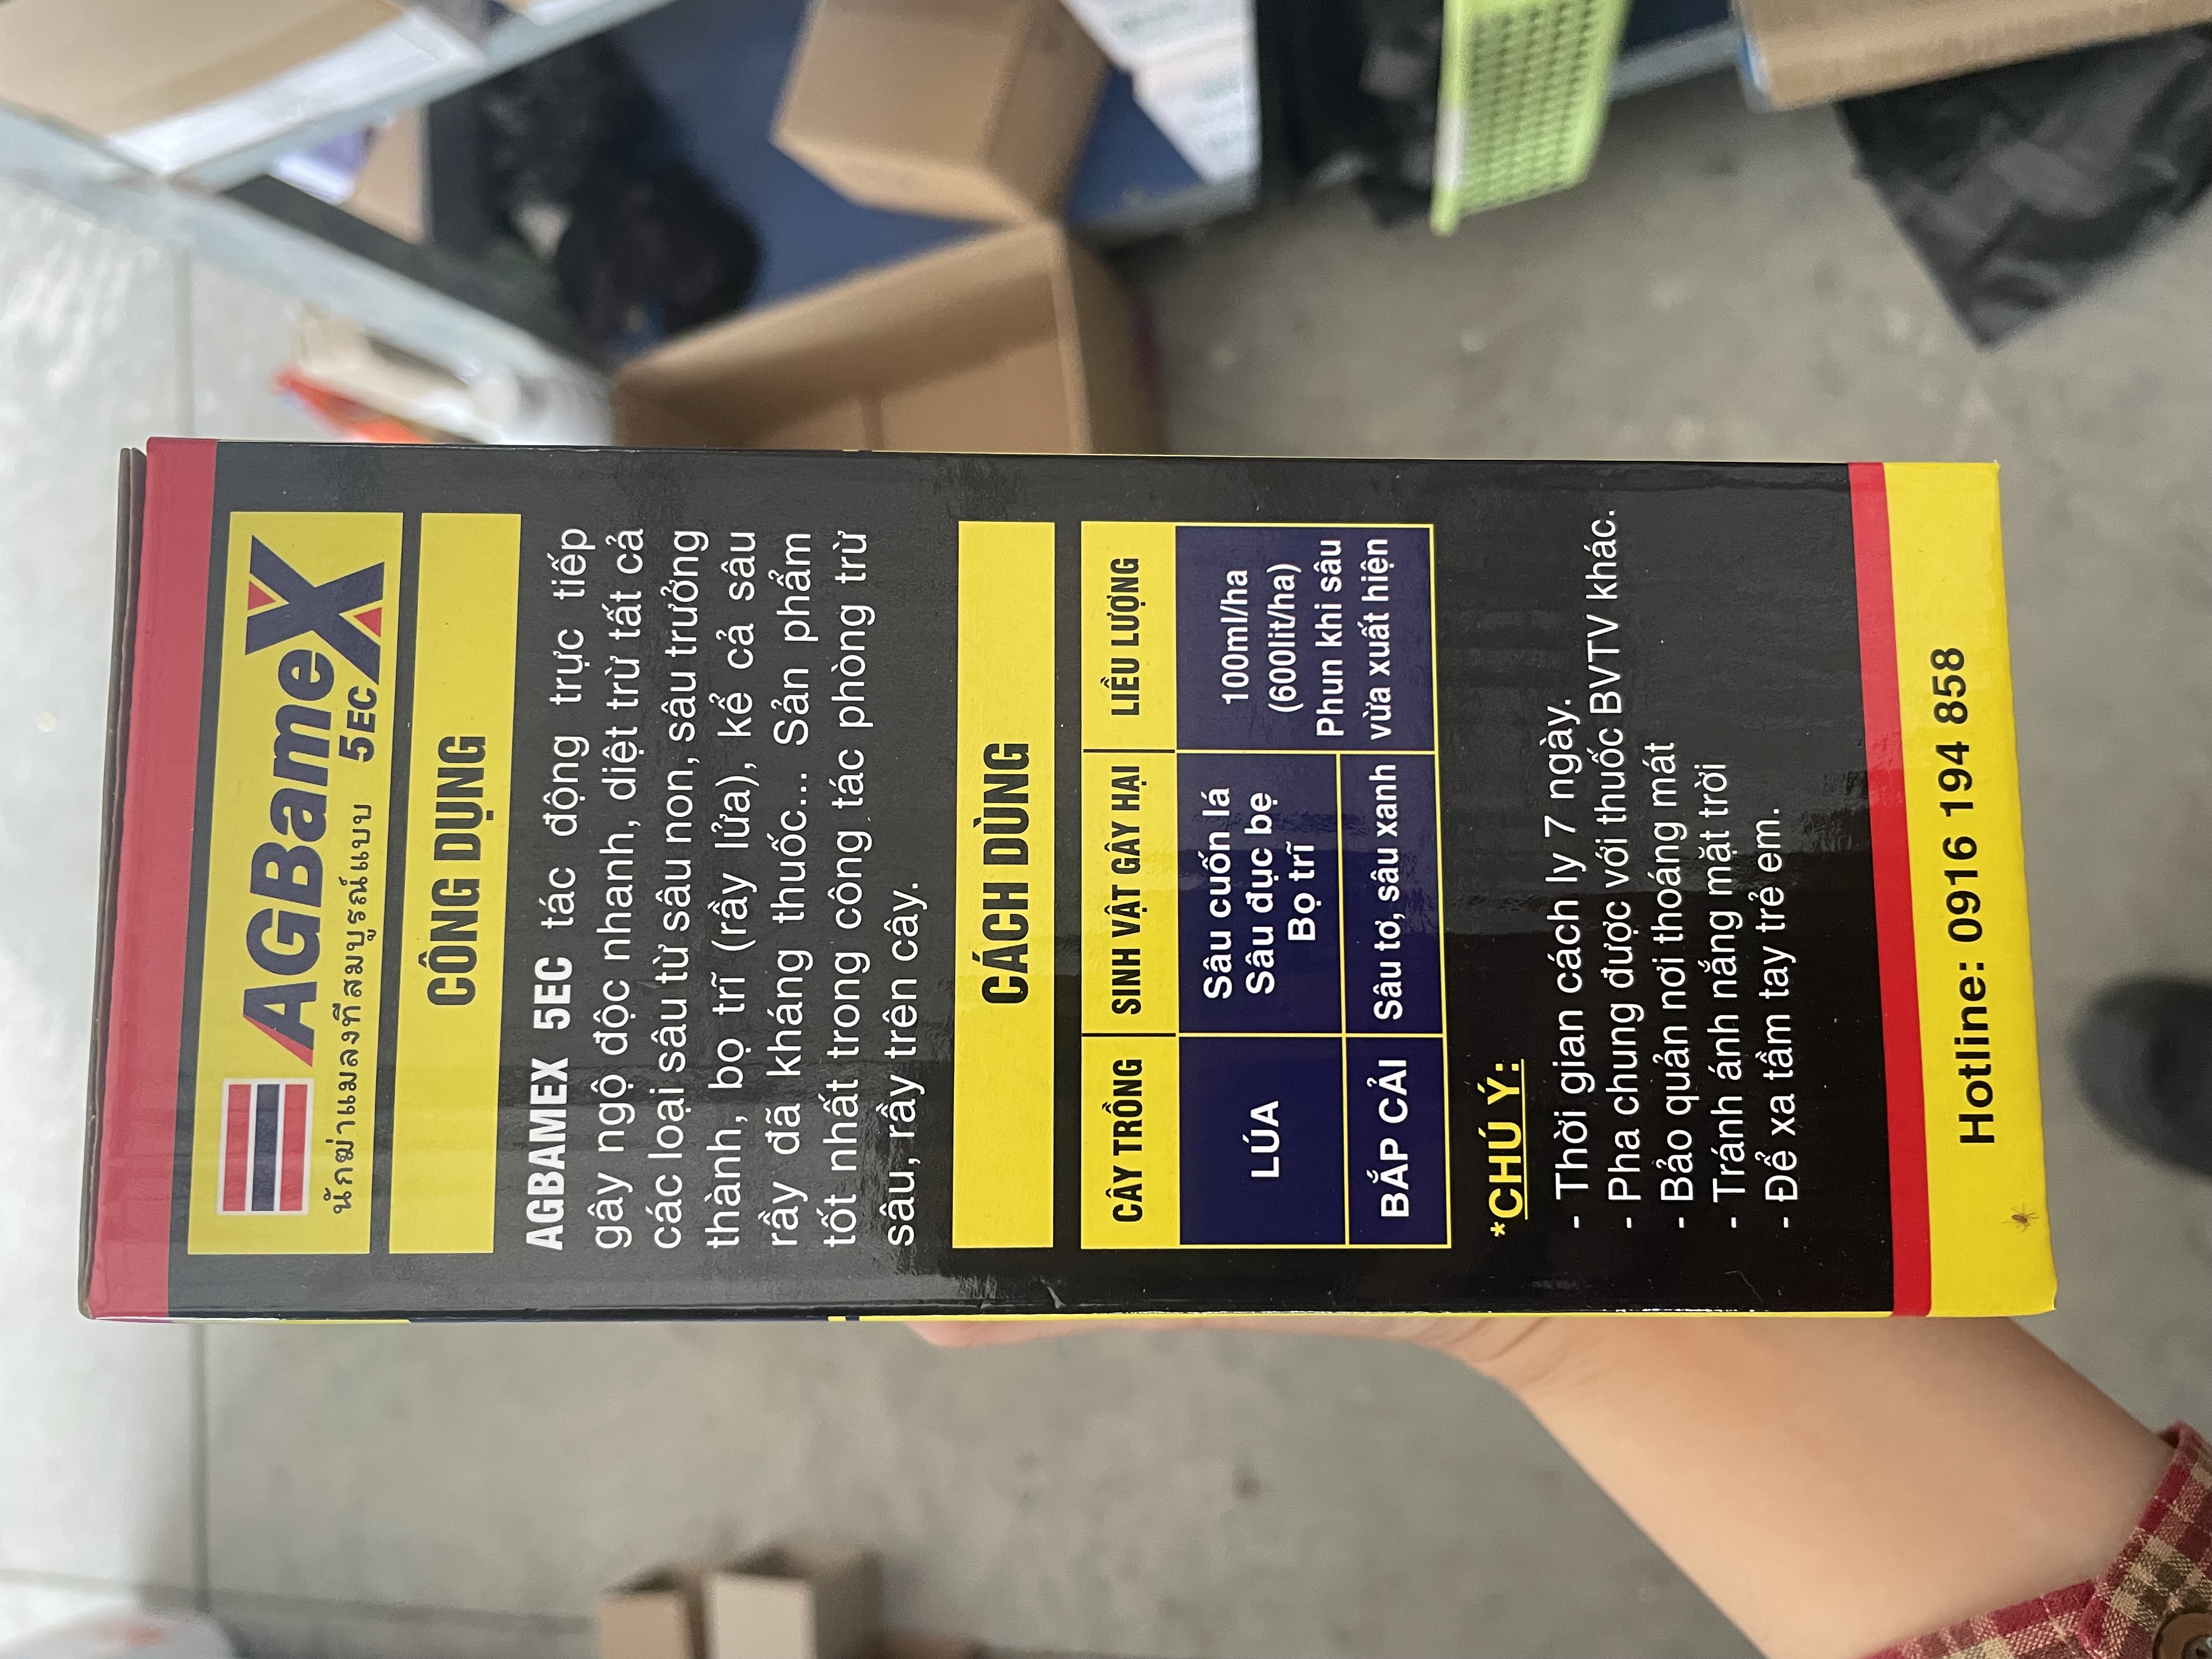 AGBameX
5EC
นักฆ่าแมลงที่สมบูรณ์แบบ
CÔNG DỤNG
AGBAMEX 5EC tác động trực tiếp
gây ngộ độc nhanh, diệt trừ tất cả
các loại sâu từ sâu non, sâu trưởng
thành, bọ trĩ (rầy lửa), kể cả sâu
rầy đã kháng thuốc... Sản phẩm
tốt nhất trong công tác phòng trừ
sâu, rầy trên cây.
CÁCH DÙNG
CÂY TRỒNG SINH VẬT GÂY HẠI LIỀU LƯỢNG
LÚA
Sâu cuốn lá
Sâu đục bẹ
Bọ trĩ
BẮP CẢI
Sâu tơ, sâu xanh
100ml/ha
(600lit/ha)
Phun khi sâu
vừa xuất hiện
*CHÚ Ý:
- Thời gian cách ly 7 ngày.
- Pha chung được với thuốc BVTV khác.
- Bảo quản nơi thoáng mát
- Tránh ánh nắng mặt trời
- Để xa tầm tay trẻ em.
Hotline: 0916 194 858